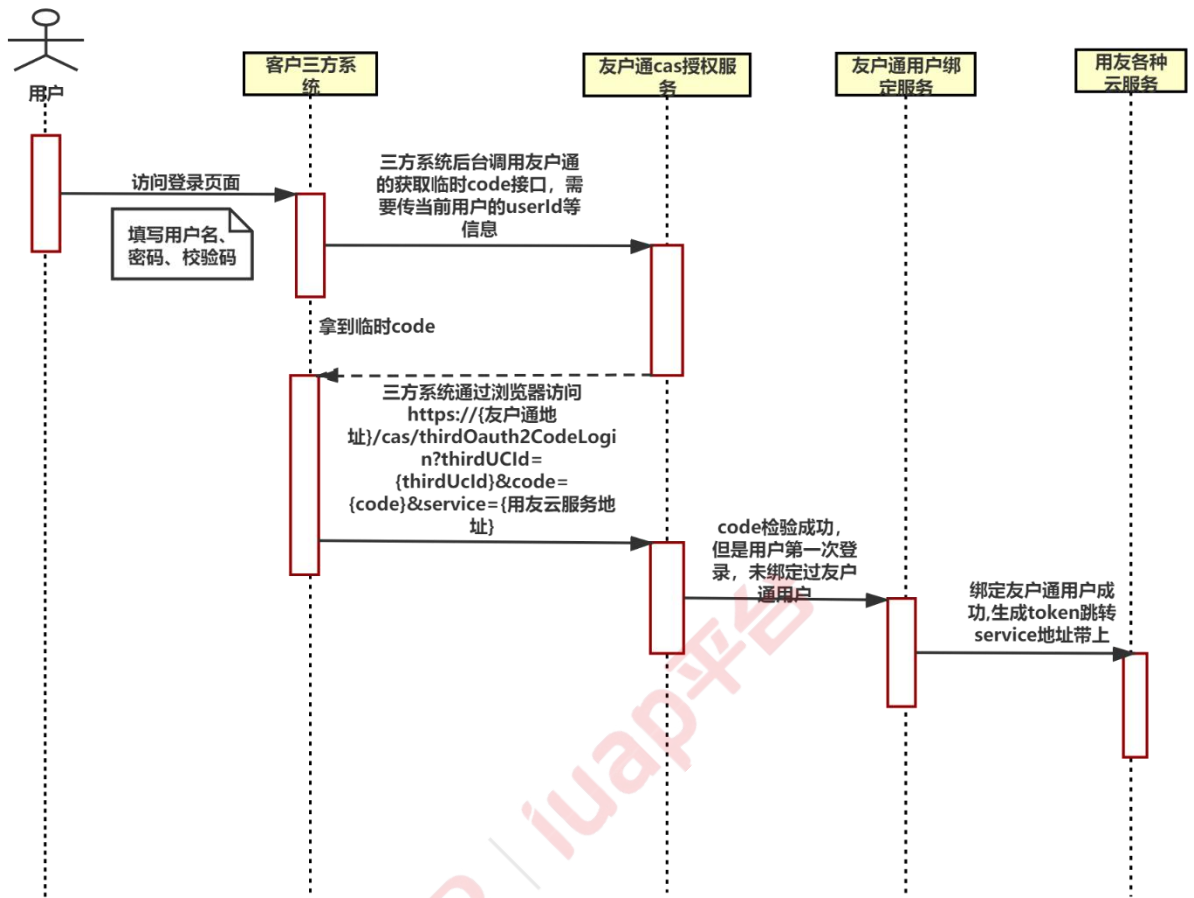 用户
客户三方系
统
友户通cas授权服
务
友户通用户绑
定服务
用友各种
云服务
访问登录页面
填写用户名、
密码、校验码
三方系统后台调用友户通
的获取临时code接口，需
要传当前用户的userId等
信息
拿到临时code
三方系统通过浏览器访问
https://{友户通地
址}/cas/thirdOauth2CodeLogi
n?thirdUCId=
{thirdUcId}&code=
{code}&service={用友云服务地
址}
code检验成功，
但是用户第一次登
录，未绑定过友户
通用户
绑定友户通用户成
功,生成token跳转
service地址带上
iuap平台